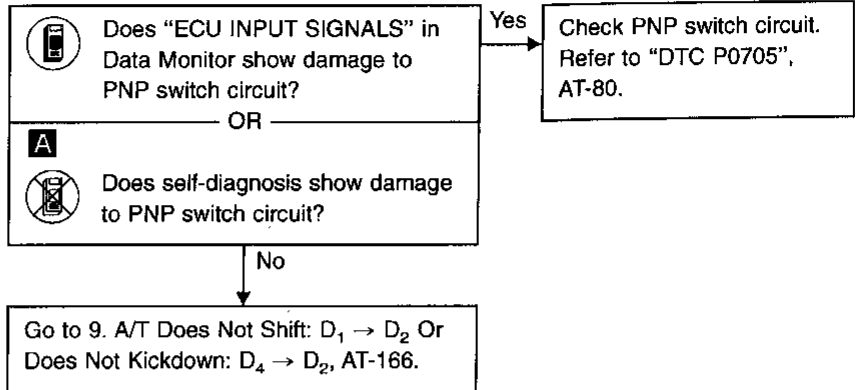 Does “ECU INPUT SIGNALS” in
Data Monitor show damage to
PNP switch circuit?
Yes
Check PNP switch circuit.
Refer to “DTC P0705”,
AT-80.
OR
A
Does self-diagnosis show damage
to PNP switch circuit?
No
Go to 9. A/T Does Not Shift: D₁ → D₂ Or
Does Not Kickdown: D₄ → D₂, AT-166.